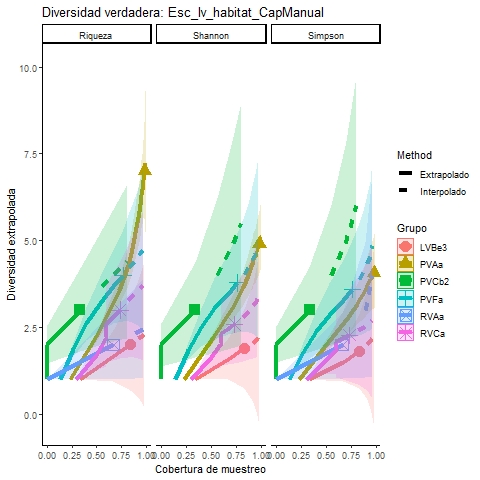 Diversidad verdadera: Esc_lv_habitat_CapManual
Riqueza
Shannon
Simpson
Diversidad extrapolada
10.0
7.5
5.0
2.5
0.0
0.00 0.25 0.50 0.75 1.00
0.00 0.25 0.50 0.75 1.00
0.00 0.25 0.50 0.75 1.00
Cobertura de muestreo
Method
Extrapolado
Interpolado
Grupo
LVBe3
PVAa
PVCb2
PVFa
RVAa
RVCa